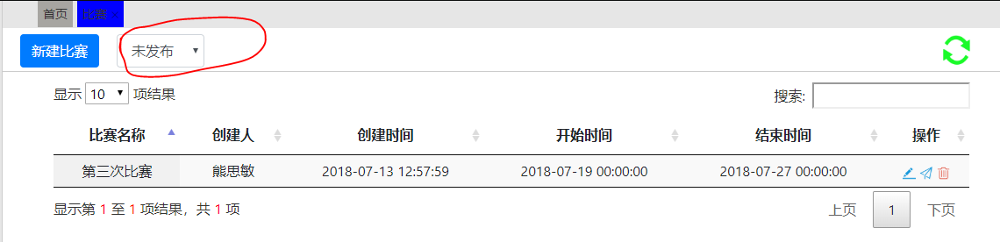 首页 比赛 ×
新建比赛 未发布
显示 10 项结果 搜索:
比赛名称 创建人 创建时间 开始时间 结束时间 操作
第三次比赛 熊思敏 2018-07-13 12:57:59 2018-07-19 00:00:00 2018-07-27 00:00:00
显示第 1 至 1 项结果，共 1 项 上页 1 下页